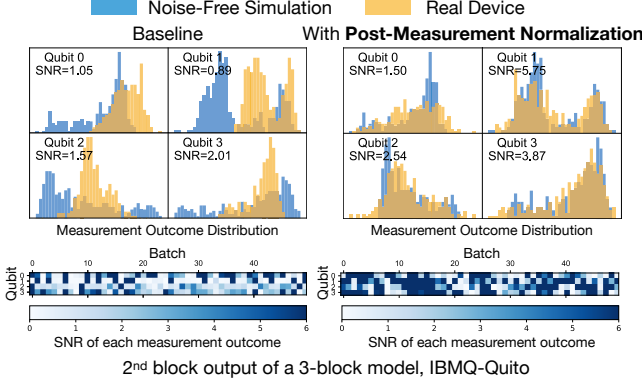 Noise-Free Simulation Real Device
Baseline With Post-Measurement Normalization
Qubit 0
SNR=1.05
Qubit 1
SNR=0.89
Qubit 2
SNR=1.57
Qubit 3
SNR=2.01
Qubit 0
SNR=1.50
Qubit 1
SNR=5.75
Qubit 2
SNR=2.54
Qubit 3
SNR=3.87
Measurement Outcome Distribution Measurement Outcome Distribution
Batch Batch
0 10 20 30 40 0 10 20 30 40
Qubit
0
1
2
3
0
1
2
3
0 1 2 3 4 5 6 0 1 2 3 4 5 6
SNR of each measurement outcome SNR of each measurement outcome
2nd block output of a 3-block model, IBMQ-Quito